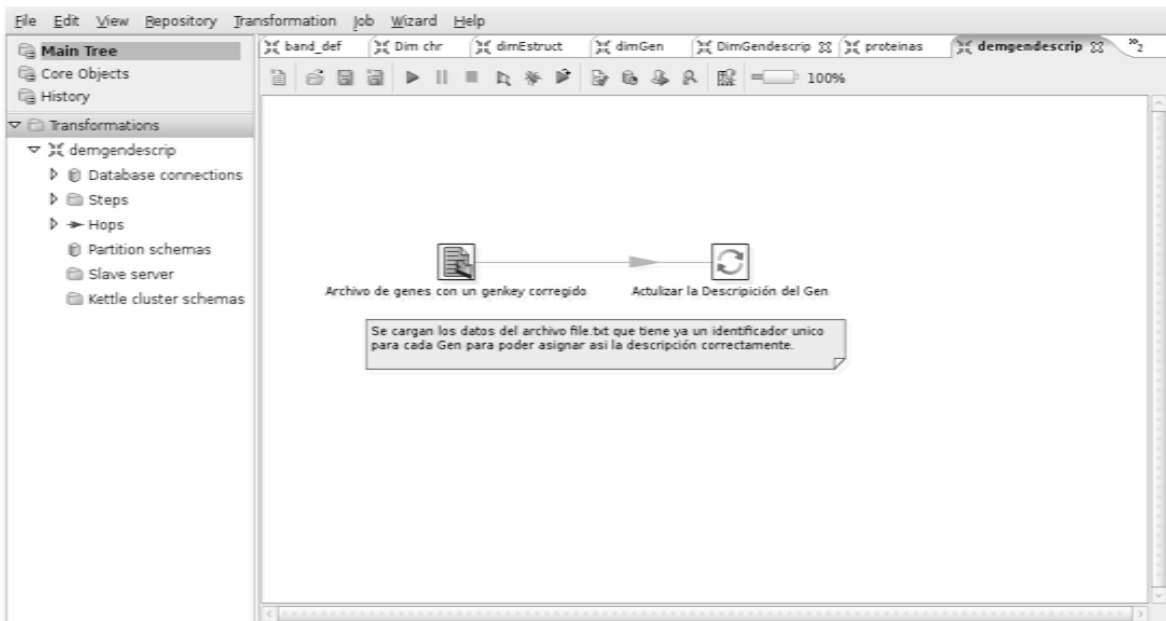 File Edit View Repository Transformation Job Wizard Help
Main Tree
Core Objects
History
Transformations
demgendescrip
Database connections
Steps
Hops
Partition schemas
Slave server
Kettle cluster schemas
band_def Dim chr dimEstruct dimGen DimGendescrip proteinas demgendescrip »2
100%
Archivo de genes con un genkey corregido
Actulizar la Descripición del Gen
Se cargan los datos del archivo file.txt que tiene ya un identificador unico
para cada Gen para poder asignar asi la descripción correctamente.